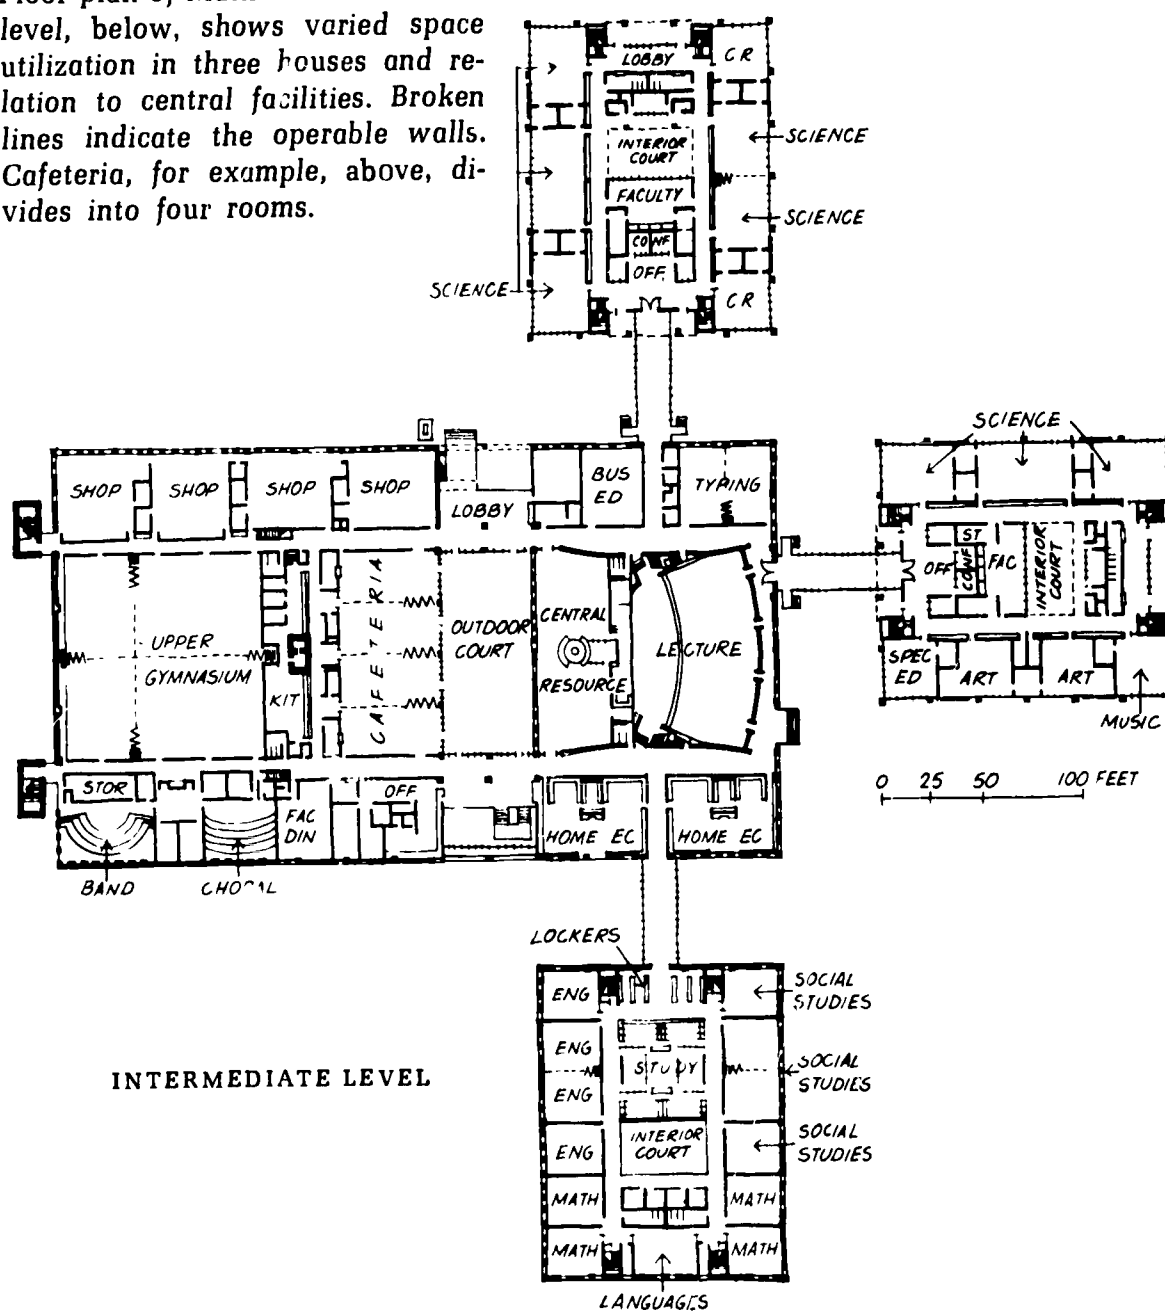 level, below, shows varied space
utilization in three houses and re-
lation to central facilities. Broken
lines indicate the operable walls.
Cafeteria, for example, above, di-
vides into four rooms.
LOBBY
CR
SCIENCE
INTERIOR
COURT
FACULTY
SCIENCE
CONF
OFF.
SCIENCE
CR
SHOP
SHOP
SHOP
SHOP
LOBBY
BUS
ED
TYPING
SCIENCE
UPPER
GYMNASIUM
KIT
CAFETERIA
OUTDOOR
COURT
CENTRAL
RESOURCE
LECTURE
OFF
CONF
ST
FAC
INTERIOR
COURT
SPEC
ED
ART
ART
MUSIC
0 25 50 100 FEET
STOR
FAC
DIN
OFF
HOME EC
HOME EC
BAND
LOCKERS
ENG
SOCIAL
STUDIES
ENG
STUDY
SOCIAL
STUDIES
ENG
INTERMEDIATE LEVEL
ENG
INTERIOR
COURT
SOCIAL
STUDIES
MATH
MATH
MATH
MATH
LANGUAGES